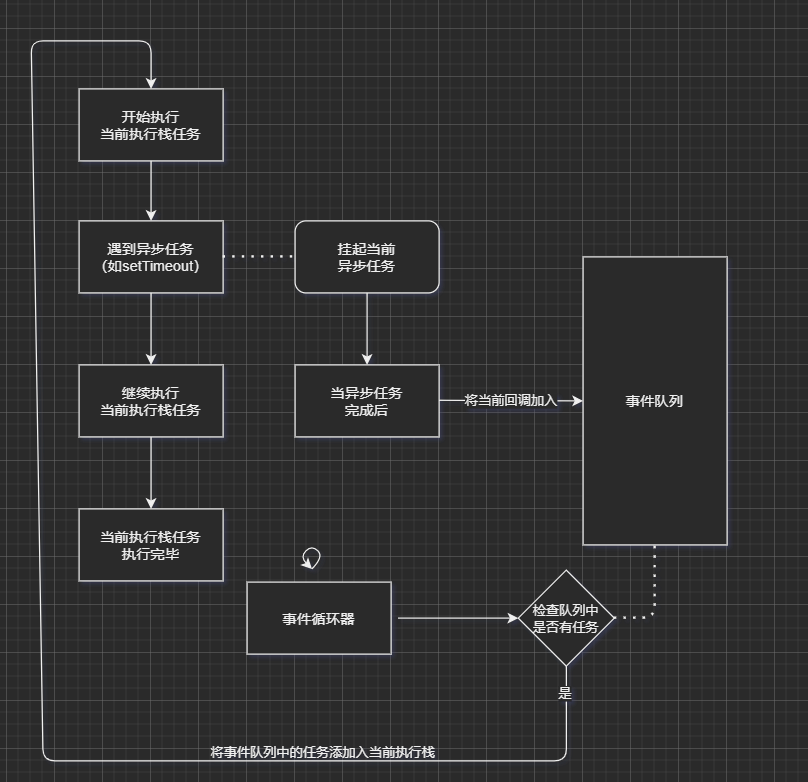 开始执行
当前执行栈任务
遇到异步任务
(如setTimeout)
挂起当前
异步任务
继续执行
当前执行栈任务
当异步任务
完成后
将当前回调加入
事件队列
当前执行栈任务
执行完毕
事件循环器
检查队列中
是否有任务
是
将事件队列中的任务添加入当前执行栈